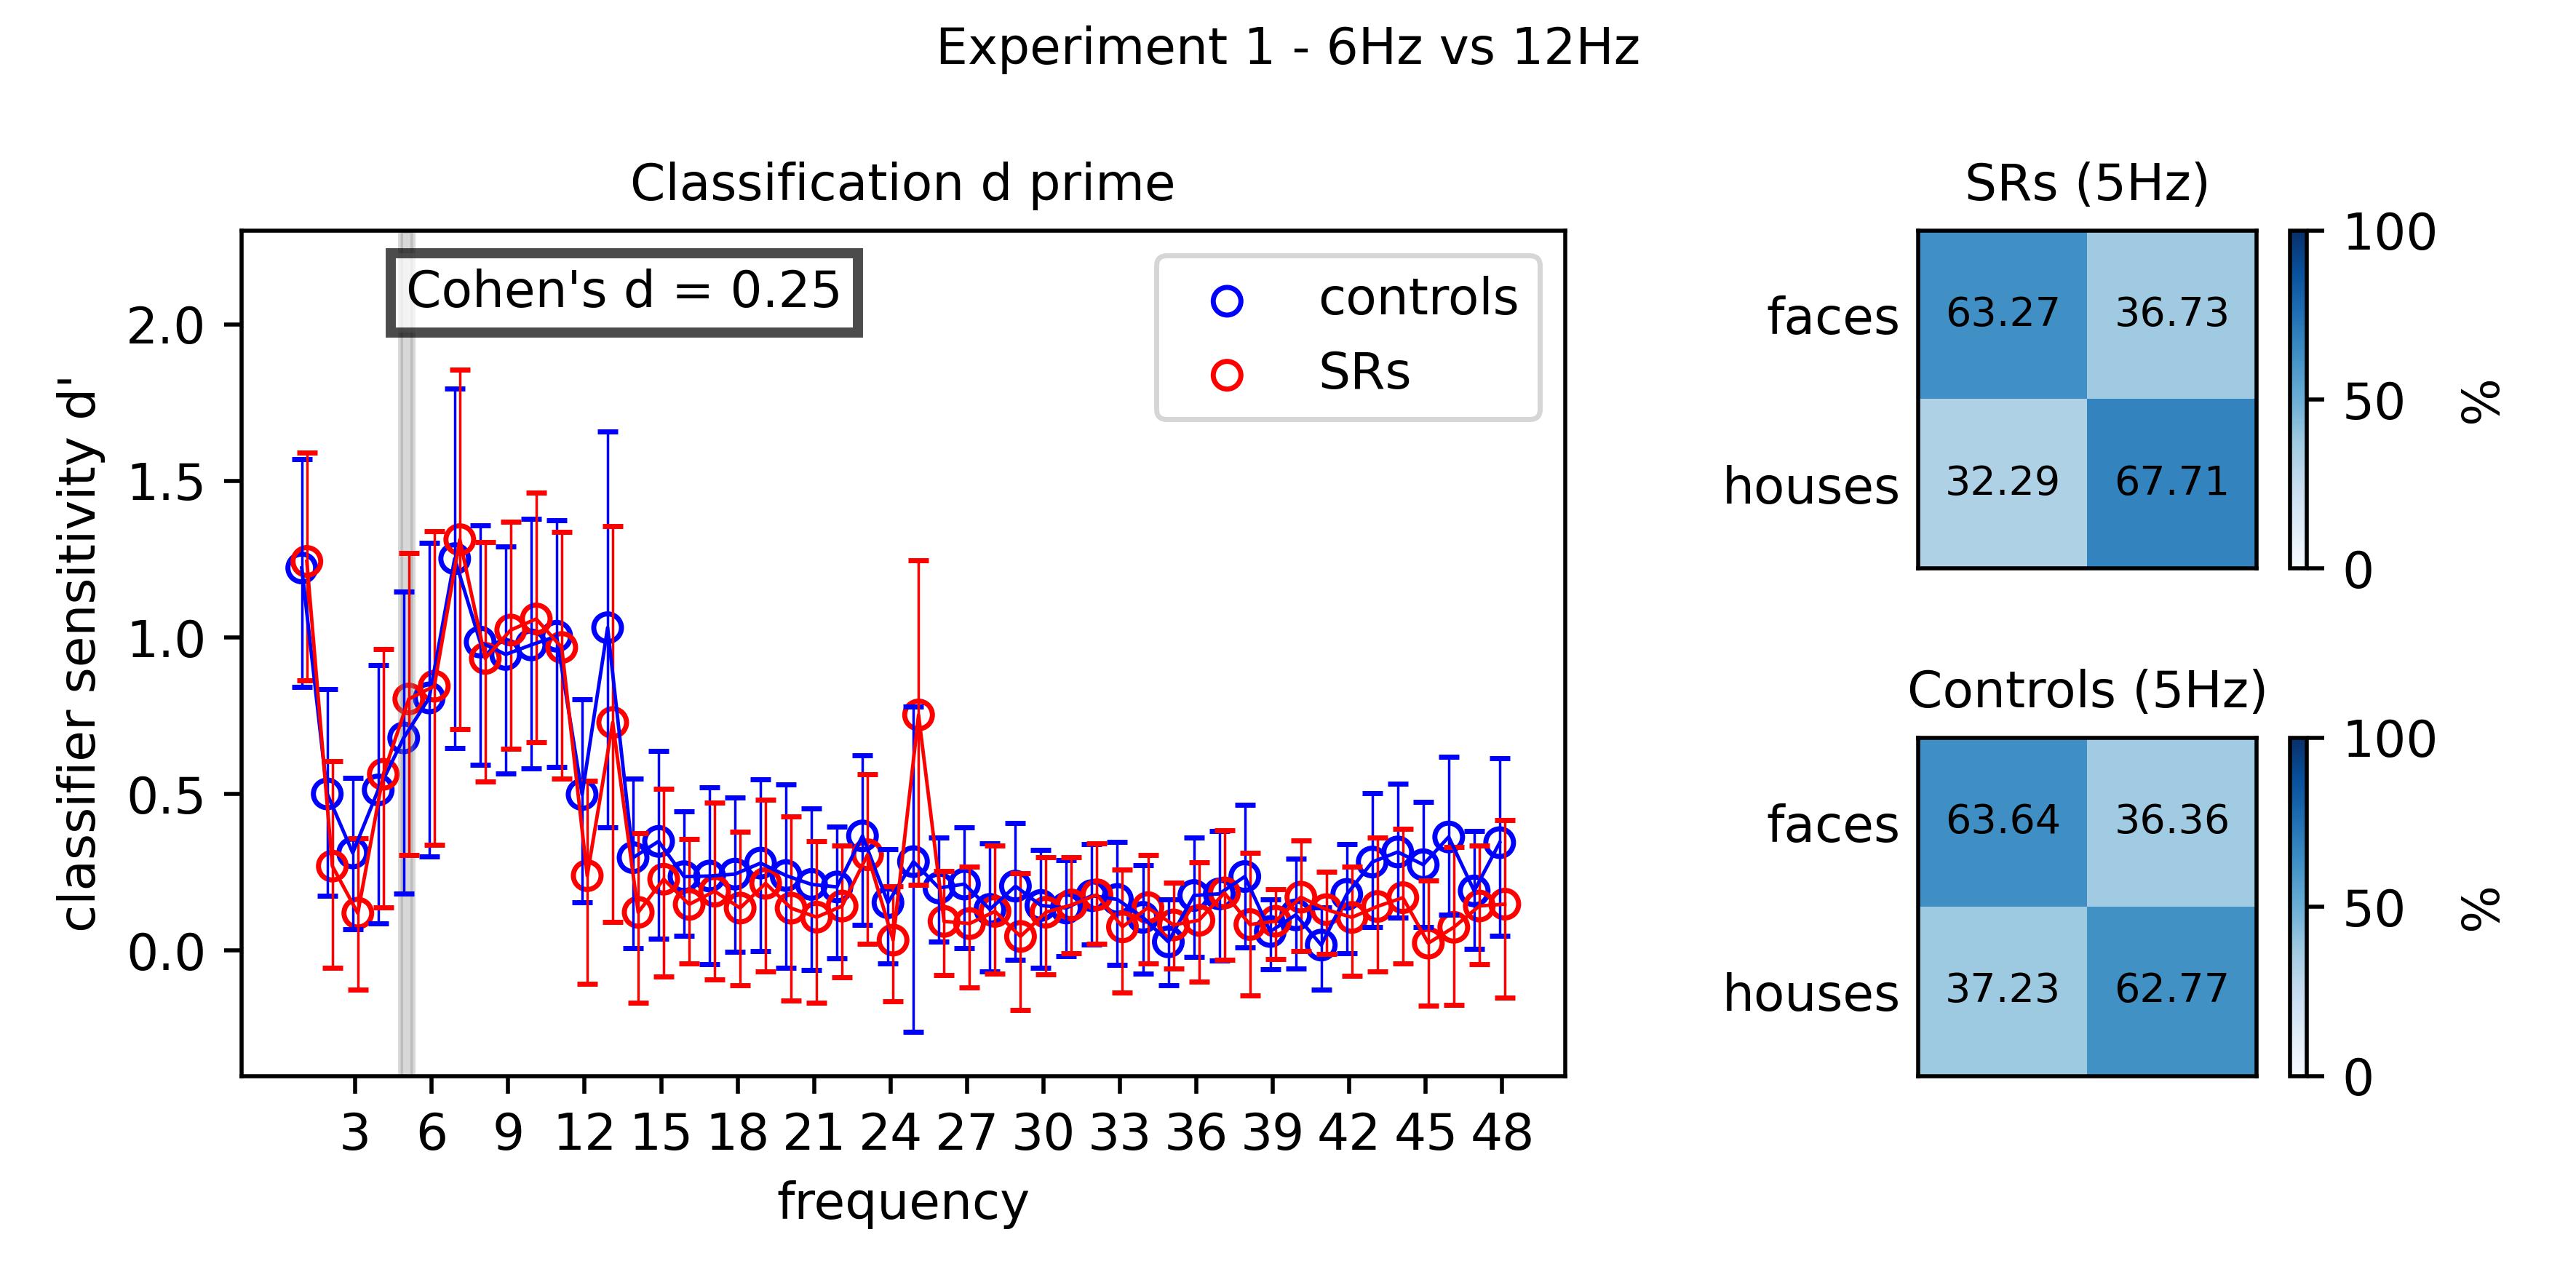 Experiment 1 - 6Hz vs 12Hz
Classification d prime
Cohen's d = 0.25
controls
SRs
classifier sensitivity d'
2.0
1.5
1.0
0.5
0.0
3 6 9 12 15 18 21 24 27 30 33 36 39 42 45 48
frequency
SRs (5Hz)
faces 63.27 36.73
houses 32.29 67.71
100
50
0
%
Controls (5Hz)
faces 63.64 36.36
houses 37.23 62.77
100
50
0
%